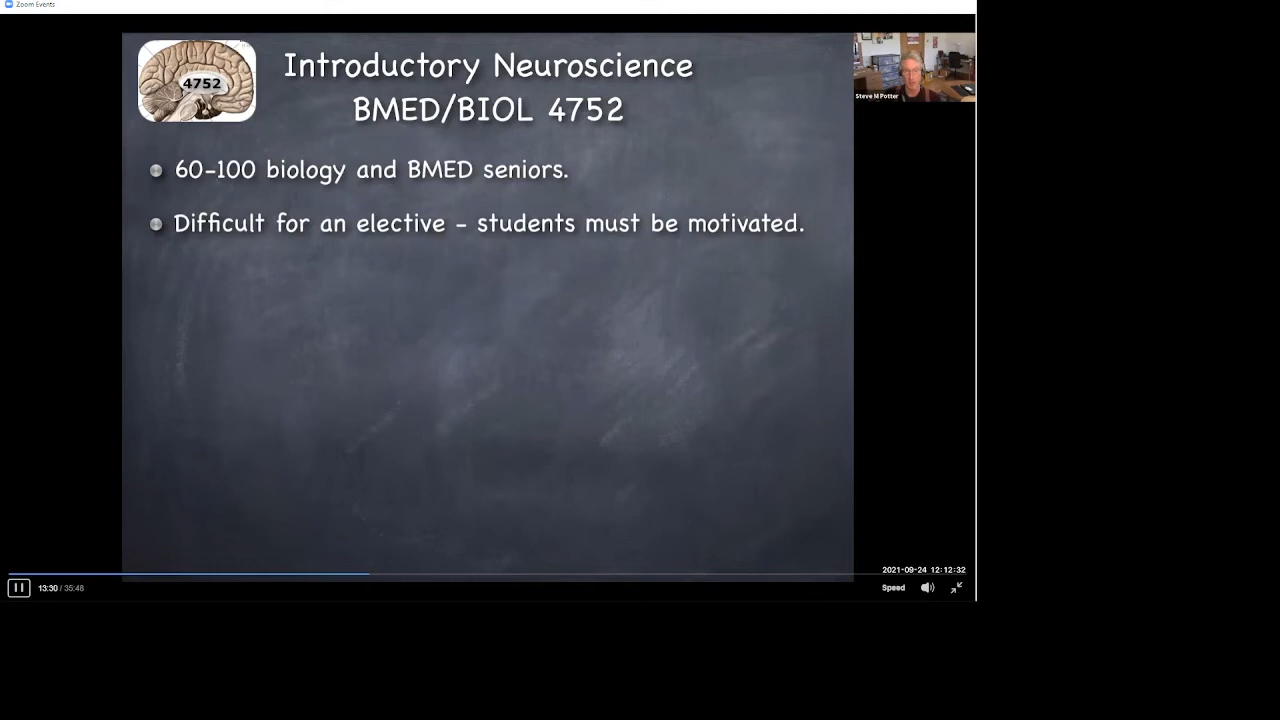 Zoom Events
4752
Introductory Neuroscience
BMED/BIOL 4752
60-100 biology and BMED seniors.
Difficult for an elective - students must be motivated.
Steve M Potter
2021-09-24 12:12:32
13:30 / 35:48
Speed